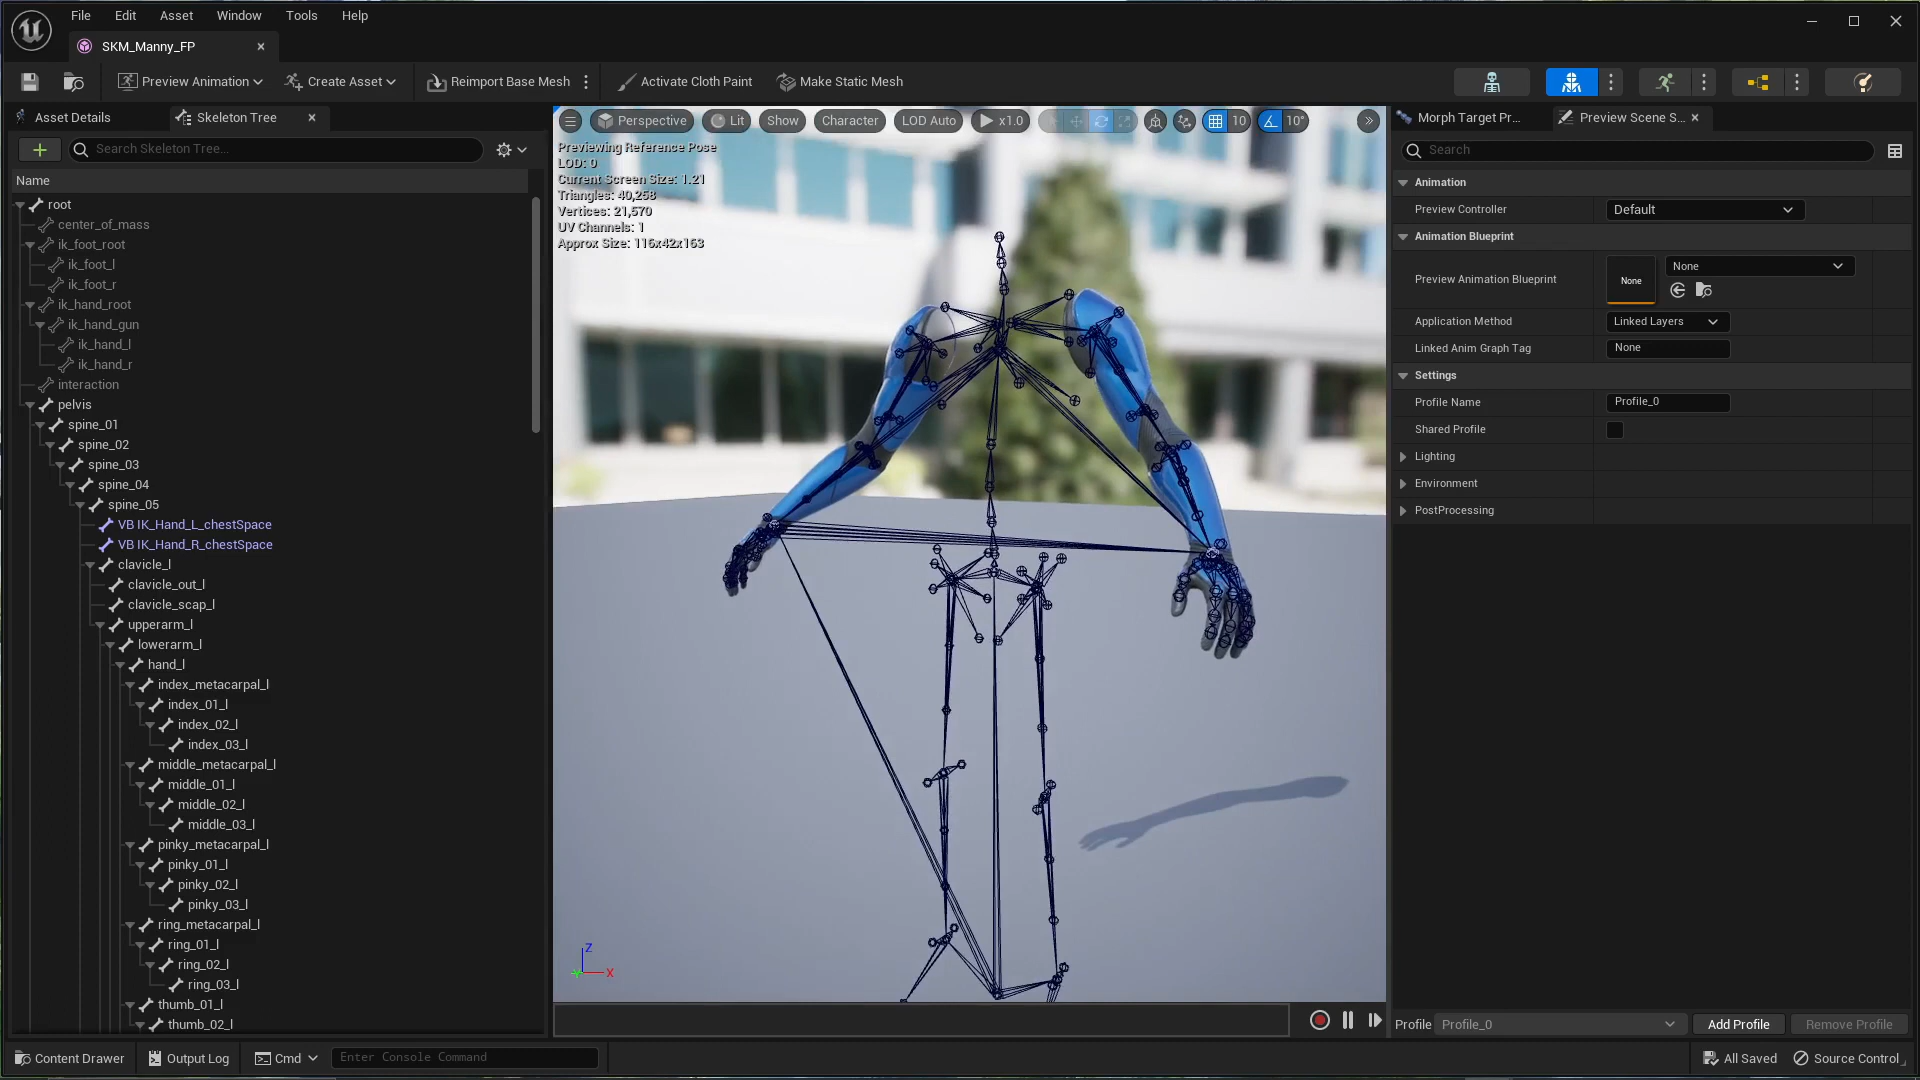 File Edit Asset Window Tools Help
SKM_Manny_FP
Preview Animation Create Asset Reimport Base Mesh Activate Cloth Paint Make Static Mesh
Asset Details Skeleton Tree
Search Skeleton Tree...
Name
root
center_of_mass
ik_foot_root
ik_foot_l
ik_foot_r
ik_hand_root
ik_hand_gun
ik_hand_l
ik_hand_r
interaction
pelvis
spine_01
spine_02
spine_03
spine_04
spine_05
VB IK_Hand_L_chestSpace
VB IK_Hand_R_chestSpace
clavicle_l
clavicle_out_l
clavicle_scap_l
upperarm_l
lowerarm_l
hand_l
index_metacarpal_l
index_01_l
index_02_l
index_03_l
middle_metacarpal_l
middle_01_l
middle_02_l
middle_03_l
pinky_metacarpal_l
pinky_01_l
pinky_02_l
pinky_03_l
ring_metacarpal_l
ring_01_l
ring_02_l
ring_03_l
thumb_01_l
thumb_02_l
Perspective Lit Show Character LOD Auto x1.0 10 10°
Previewing Reference Pose
LOD: 0
Current Screen Size: 1.21
Triangles: 40,258
Vertices: 21,570
UV Channels: 1
Approx Size: 116x42x163
Z
Y X
Morph Target Pr... Preview Scene S...
Search
Animation
Preview Controller Default
Animation Blueprint
Preview Animation Blueprint None None
Application Method Linked Layers
Linked Anim Graph Tag None
Settings
Profile Name Profile_0
Shared Profile
Lighting
Environment
PostProcessing
Profile Profile_0 Add Profile Remove Profile
Content Drawer Output Log Cmd Enter Console Command All Saved Source Control